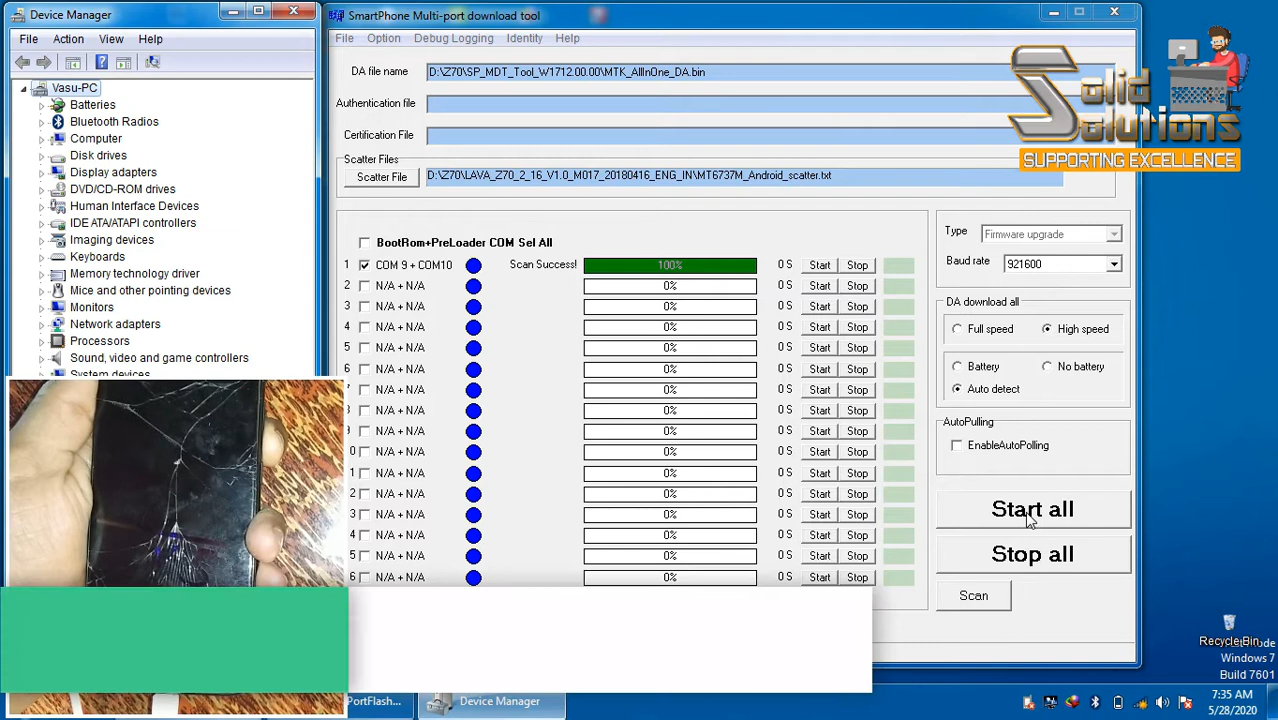 Device Manager
File Action View Help
Vasu-PC
Batteries
Bluetooth Radios
Computer
Disk drives
Display adapters
DVD/CD-ROM drives
Human Interface Devices
IDE ATA/ATAPI controllers
Imaging devices
Keyboards
Memory technology driver
Mice and other pointing devices
Monitors
Network adapters
Processors
Sound, video and game controllers
System devices
SmartPhone Multi-port download tool
File Option Debug Logging Identity Help
DA file name D:\Z70\SP_MDT_Tool_W1712.00.00\MTK_AllInOne_DA.bin
Authentication file
Certification File
Scatter Files
Scatter File D:\Z70\LAVA_Z70_2_16_V1.0_M017_20180416_ENG_IN\MT6737M_Android_scatter.txt
BootRom+PreLoader COM Sel All
1 COM 9 + COM10 Scan Success! 100% 0 S Start Stop
2 N/A + N/A 0% 0 S Start Stop
3 N/A + N/A 0% 0 S Start Stop
4 N/A + N/A 0% 0 S Start Stop
5 N/A + N/A 0% 0 S Start Stop
6 N/A + N/A 0% 0 S Start Stop
N/A + N/A 0% 0 S Start Stop
N/A + N/A 0% 0 S Start Stop
N/A + N/A 0% 0 S Start Stop
0 N/A + N/A 0% 0 S Start Stop
1 N/A + N/A 0% 0 S Start Stop
2 N/A + N/A 0% 0 S Start Stop
3 N/A + N/A 0% 0 S Start Stop
4 N/A + N/A 0% 0 S Start Stop
5 N/A + N/A 0% 0 S Start Stop
6 N/A + N/A 0% 0 S Start Stop
Type Firmware upgrade
Baud rate 921600
DA download all
Full speed High speed
Battery No battery
Auto detect
AutoPulling
EnableAutoPolling
Start all
Stop all
Scan
Solid
Solutions
SUPPORTING EXCELLENCE
Recycle Bin
Windows 7
Build 7601
PortFlash...
Device Manager
7:35 AM
5/28/2020